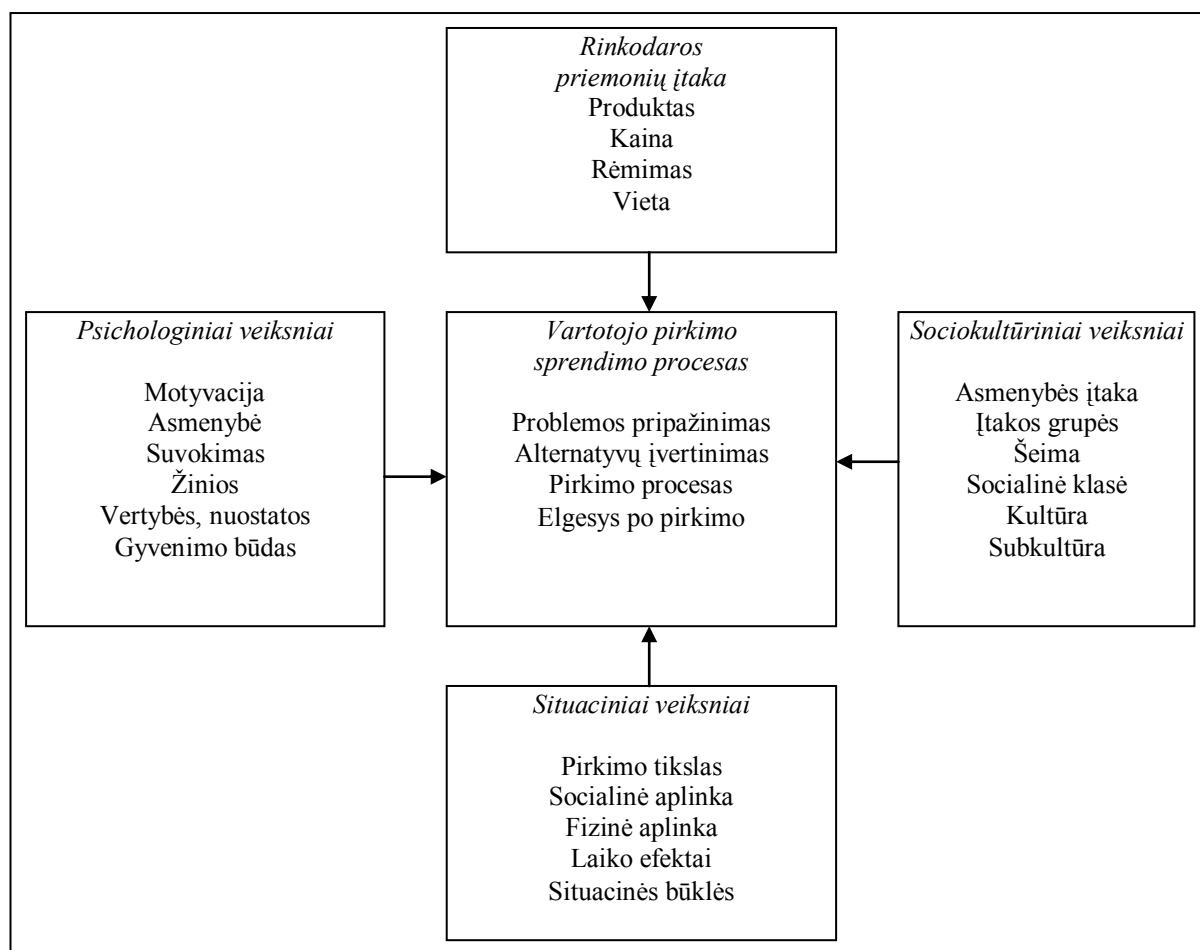 Rinkodaros
priemonių įtaka
Produktas
Kaina
Rėmimas
Vieta
Psichologiniai veiksniai
Motyvacija
Asmenybė
Suvokimas
Žinios
Vertybės, nuostatos
Gyvenimo būdas
Vartotojo pirkimo
sprendimo procesas
Problemos pripažinimas
Alternatyvų įvertinimas
Pirkimo procesas
Elgesys po pirkimo
Sociokultūriniai veiksniai
Asmenybės įtaka
Įtakos grupės
Šeima
Socialinė klasė
Kultūra
Subkultūra
Situaciniai veiksniai
Pirkimo tikslas
Socialinė aplinka
Fizinė aplinka
Laiko efektai
Situacinės būklės